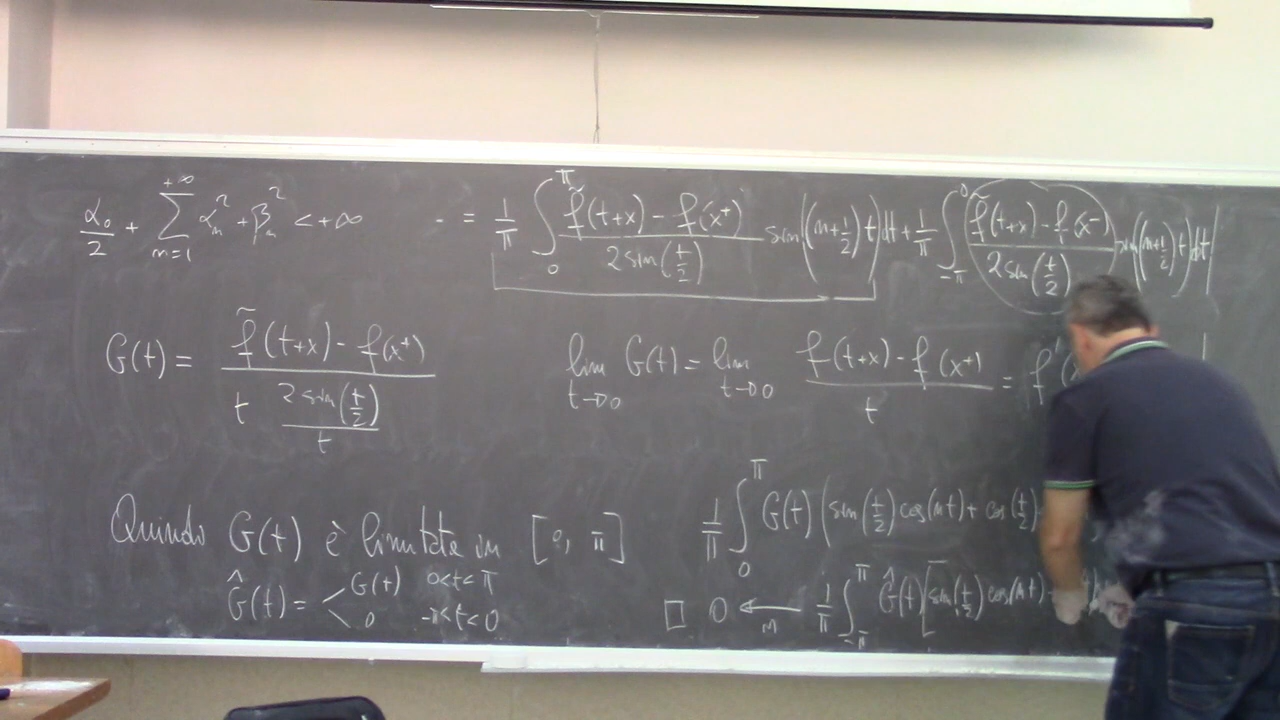 α₀/2 + Σ_{m=1}^{+∞} α_m² + β_m² < +∞
- = 1/π ∫_0^π (f̃(t+x) - f(x⁺))/(2 sin(t/2)) sin((m+1/2)t) dt + 1/π ∫_{-π}^0 (f̃(t+x) - f(x⁻))/(2 sin(t/2)) sin((m+1/2)t) dt |
G(t) = (f̃(t+x) - f(x⁺))/(t (2 sin(t/2))/t)
lim_{t→0} G(t) = lim_{t→0} (f(t+x) - f(x⁺))/t = f'(x
Quindi G(t) è limitata in [0, π]
1/π ∫_0^π G(t) (sin(t/2) cos(mt) + cos(t/2)
Ĝ(t) = < G(t) 0<t<π
0 -π<t<0
□ 0 ←_m 1/π ∫_{-π}^π Ĝ(t) [sin(t/2) cos(mt)